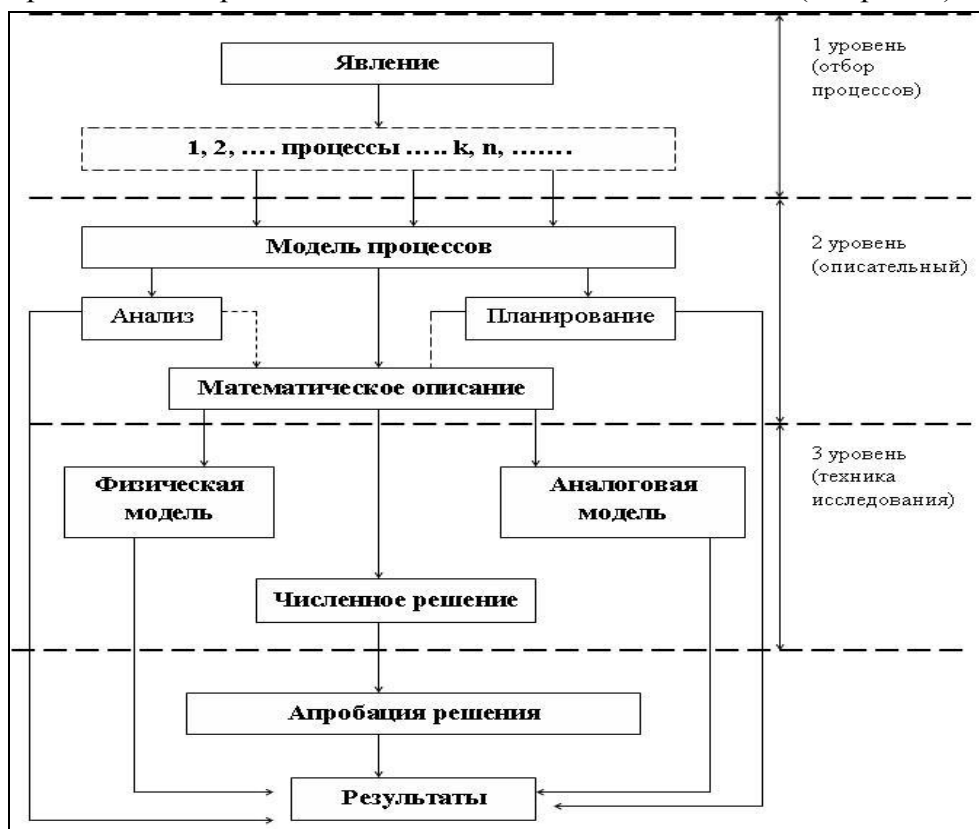 Явление
1 уровень
(отбор
процессов)
1, 2, .... процессы ..... k, n, .......
Модель процессов
2 уровень
(описательный)
Анализ
Планирование
Математическое описание
3 уровень
(техника
исследования)
Физическая
модель
Аналоговая
модель
Численное решение
Апробация решения
Результаты